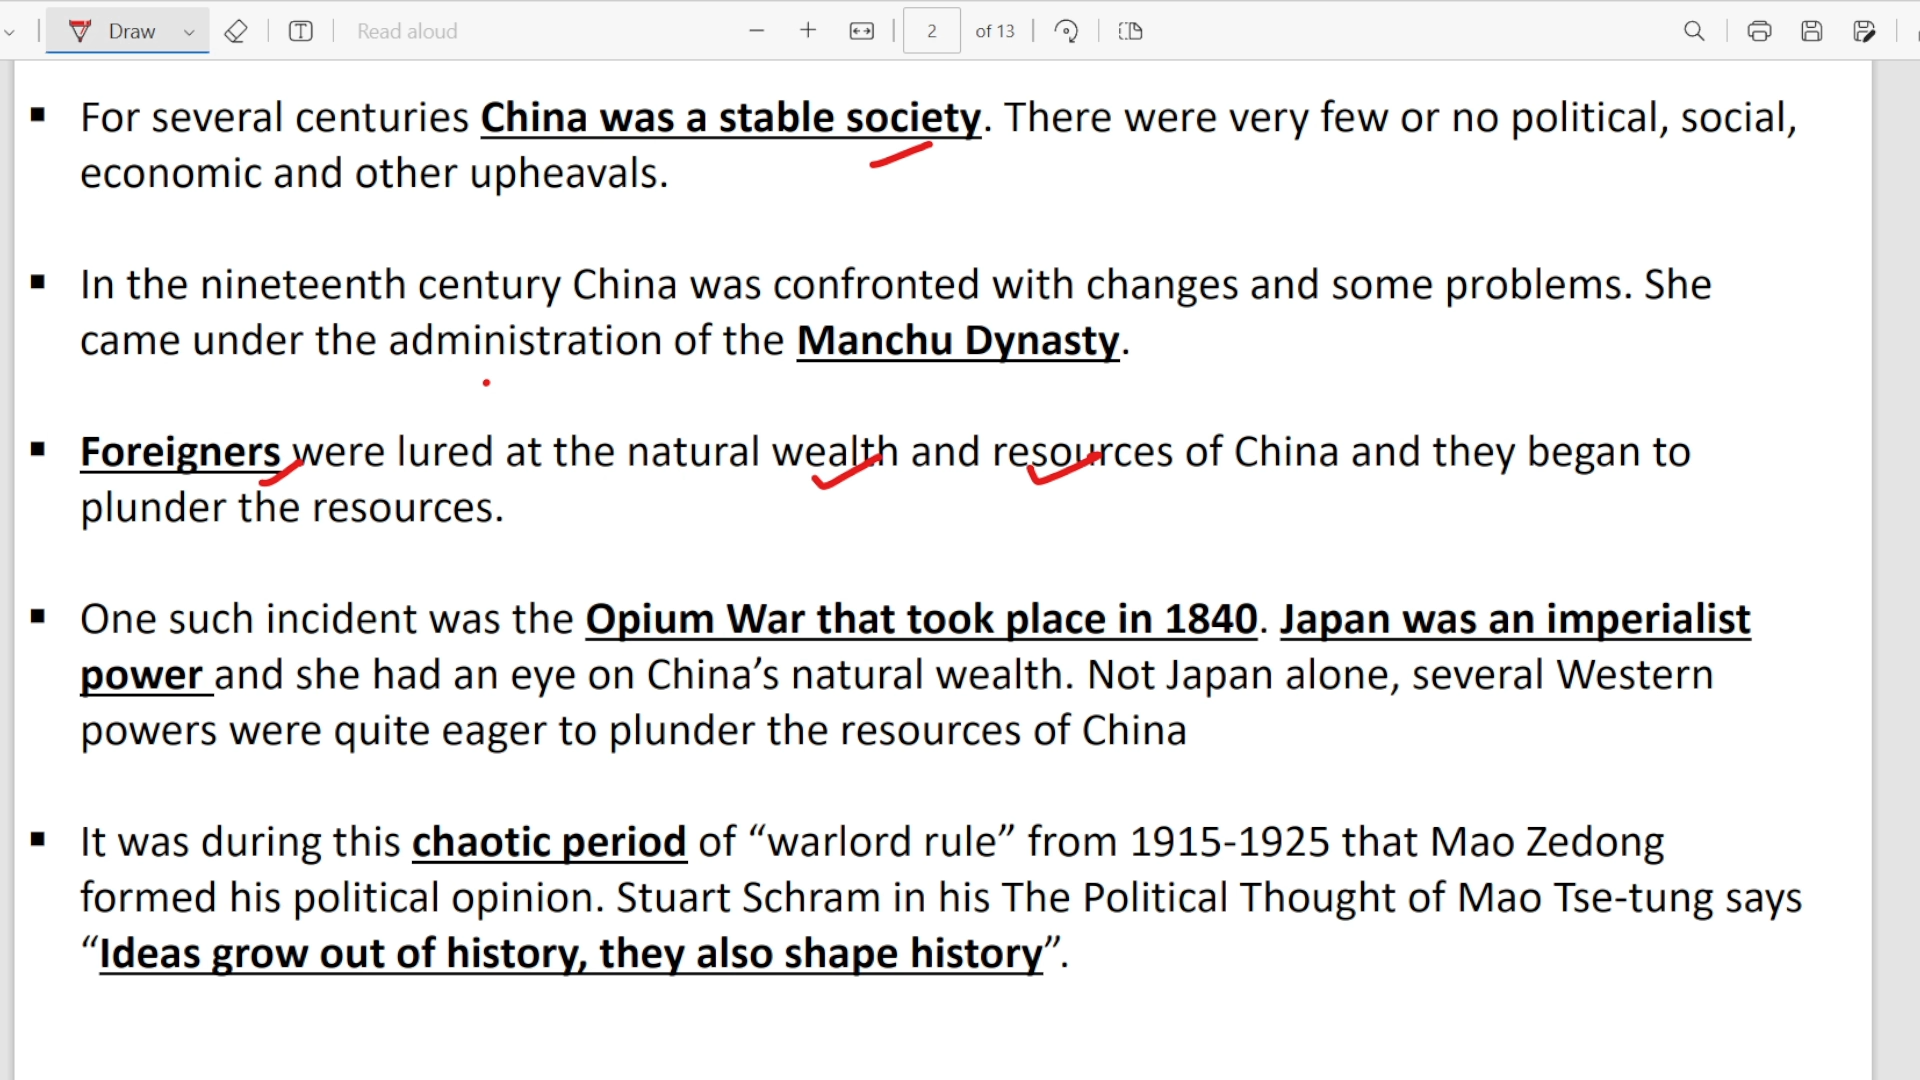 Draw
Read aloud
2
of 13
▪ For several centuries China was a stable society. There were very few or no political, social,
economic and other upheavals.
▪ In the nineteenth century China was confronted with changes and some problems. She
came under the administration of the Manchu Dynasty.
▪ Foreigners were lured at the natural wealth and resources of China and they began to
plunder the resources.
▪ One such incident was the Opium War that took place in 1840. Japan was an imperialist
power and she had an eye on China’s natural wealth. Not Japan alone, several Western
powers were quite eager to plunder the resources of China
▪ It was during this chaotic period of “warlord rule” from 1915-1925 that Mao Zedong
formed his political opinion. Stuart Schram in his The Political Thought of Mao Tse-tung says
“Ideas grow out of history, they also shape history”.